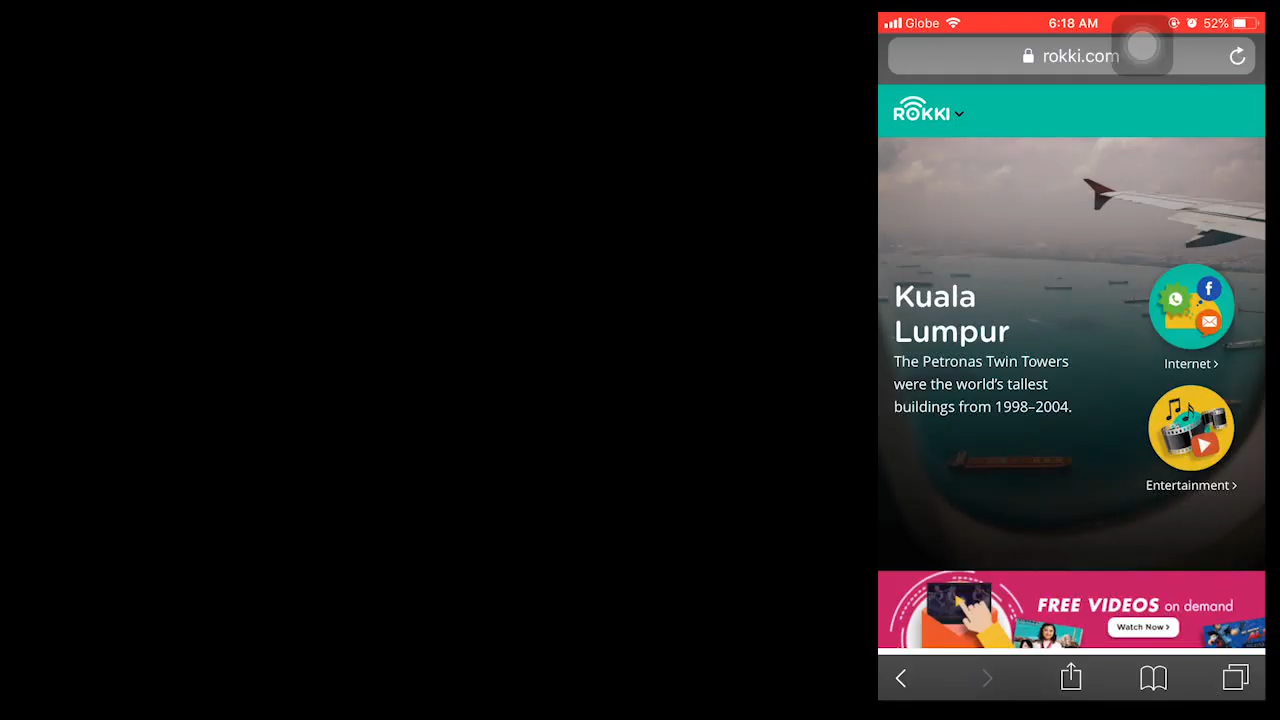 Globe 6:18 AM 52%
rokki.com
ROKKI
Kuala
Lumpur
The Petronas Twin Towers
were the world's tallest
buildings from 1998–2004.
Internet >
Entertainment >
FREE VIDEOS on demand
Watch Now >